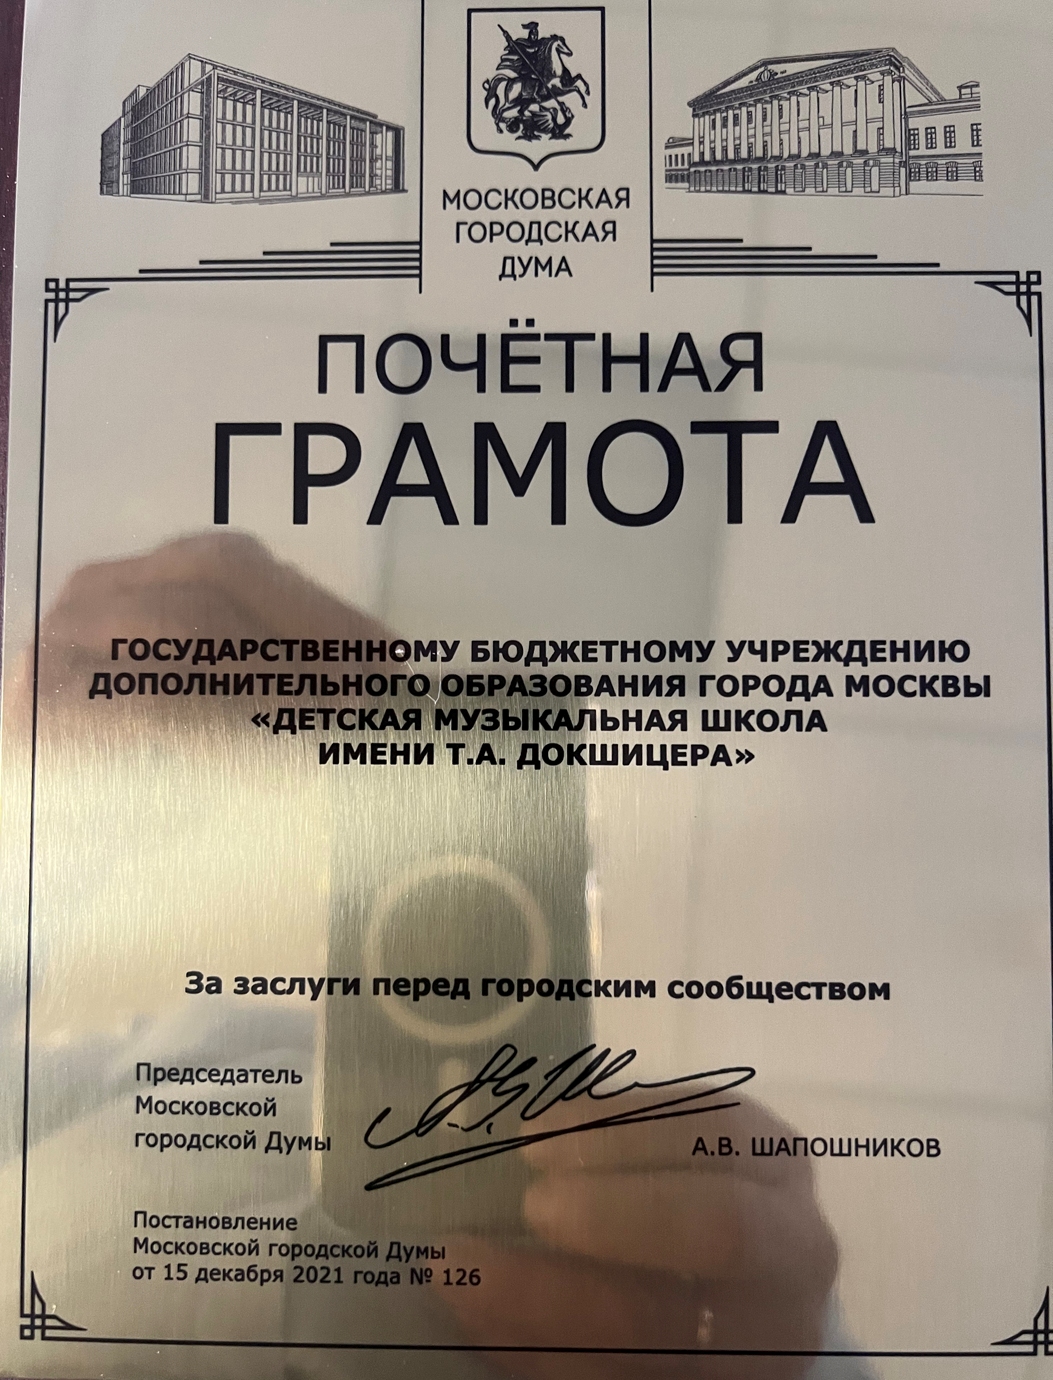 МОСКОВСКАЯ
ГОРОДСКАЯ
ДУМА
ПОЧЁТНАЯ
ГРАМОТА
ГОСУДАРСТВЕННОМУ БЮДЖЕТНОМУ УЧРЕЖДЕНИЮ
ДОПОЛНИТЕЛЬНОГО ОБРАЗОВАНИЯ ГОРОДА МОСКВЫ
«ДЕТСКАЯ МУЗЫКАЛЬНАЯ ШКОЛА
ИМЕНИ Т.А. ДОКШИЦЕРА»
За заслуги перед городским сообществом
Председатель
Московской
городской Думы
А.В. ШАПОШНИКОВ
Постановление
Московской городской Думы
от 15 декабря 2021 года № 126